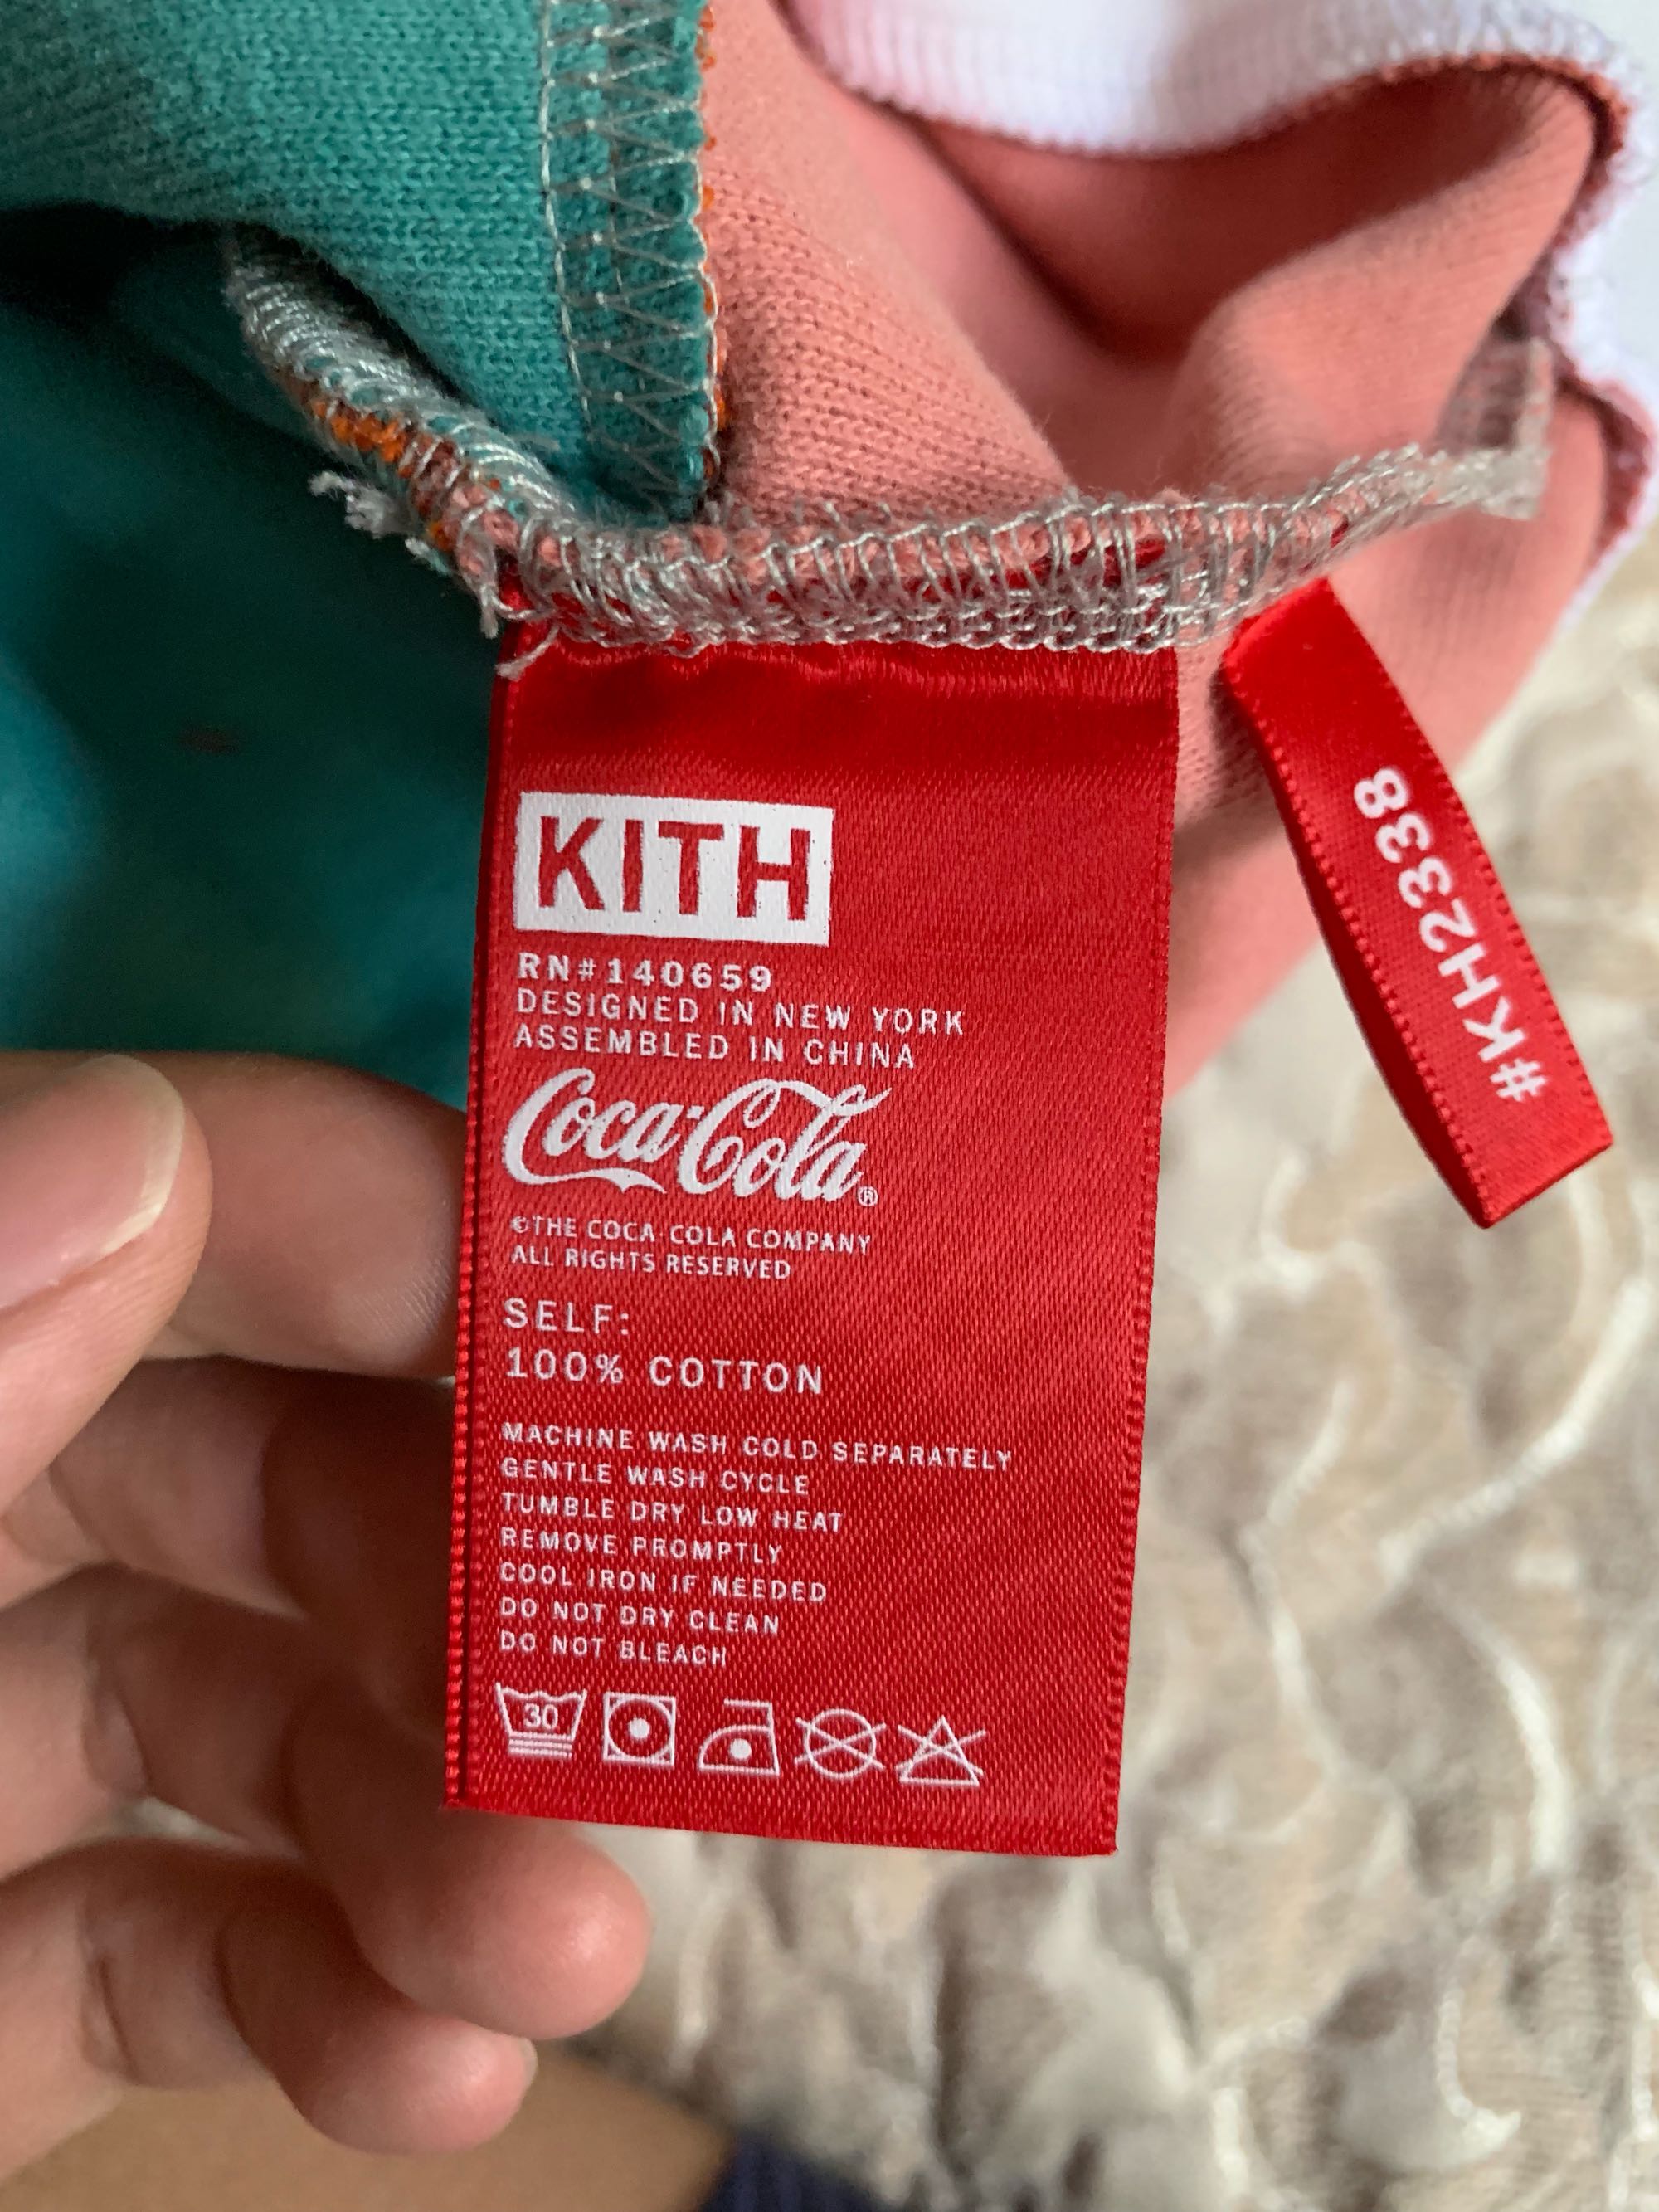 KITH
RN#140659
DESIGNED IN NEW YORK
ASSEMBLED IN CHINA
Coca-Cola®
©THE COCA COLA COMPANY
ALL RIGHTS RESERVED
SELF:
100% COTTON
MACHINE WASH COLD SEPARATELY
GENTLE WASH CYCLE
TUMBLE DRY LOW HEAT
REMOVE PROMPTLY
COOL IRON IF NEEDED
DO NOT DRY CLEAN
DO NOT BLEACH
30
#KH2338